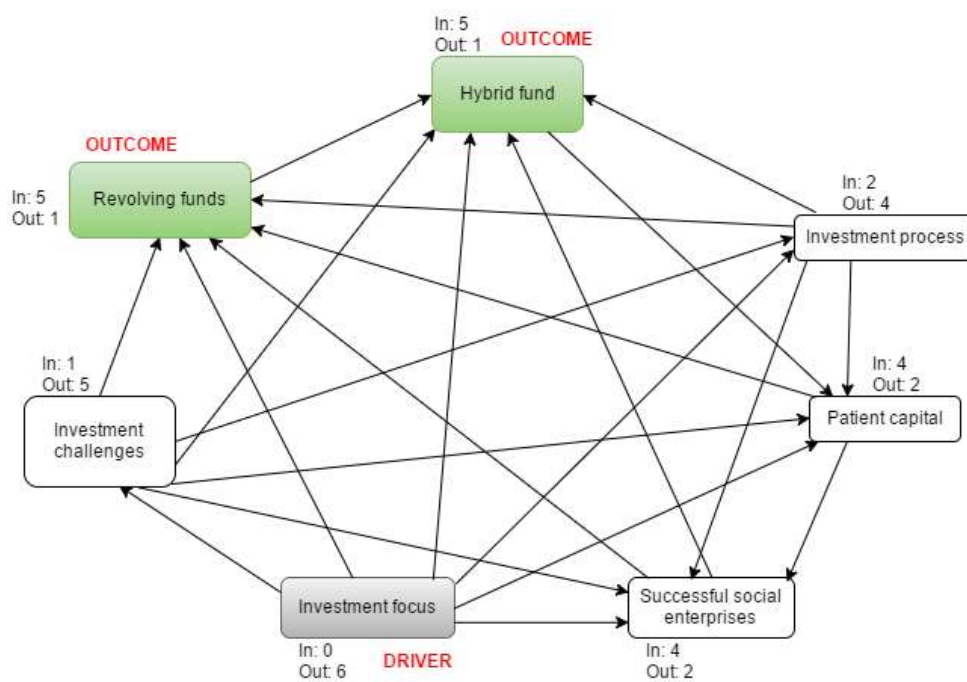 In: 5
Out: 1
OUTCOME
Hybrid fund
OUTCOME
In: 5
Out: 1
Revolving funds
In: 2
Out: 4
Investment process
In: 1
Out: 5
Investment
challenges
In: 4
Out: 2
Patient capital
Investment focus
In: 0
Out: 6
DRIVER
Successful social
enterprises
In: 4
Out: 2